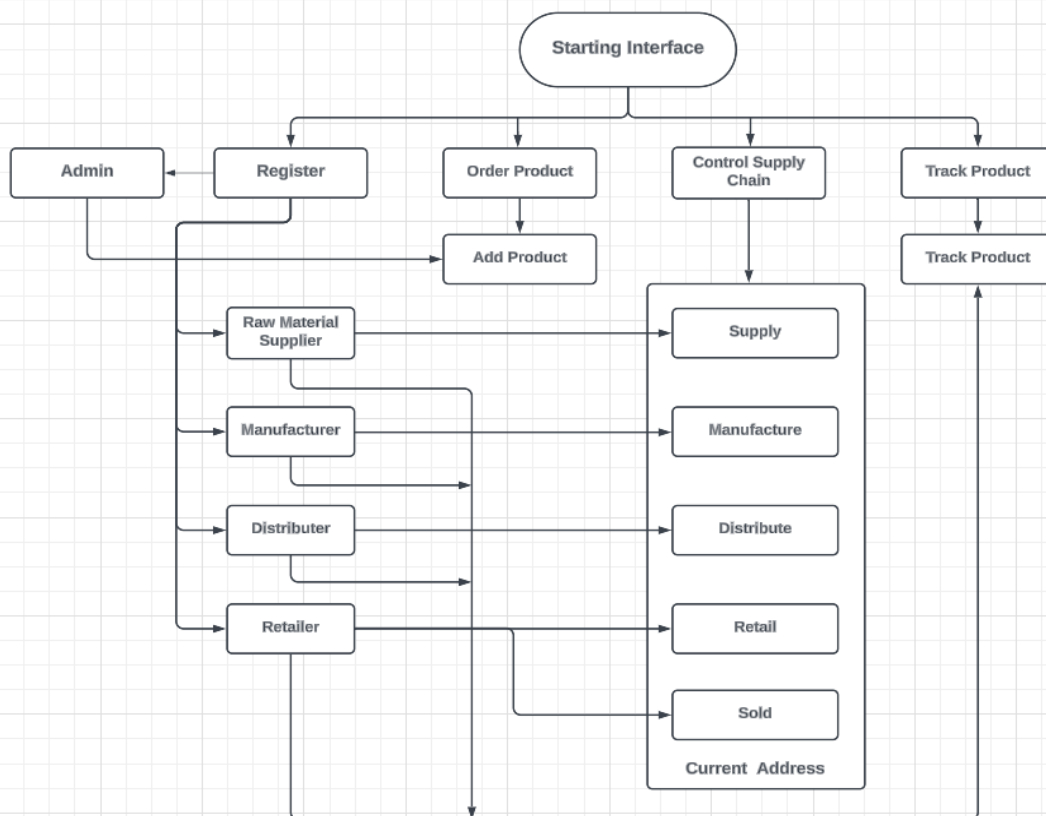 Starting Interface
Admin
Register
Order Product
Control Supply
Chain
Track Product
Add Product
Track Product
Raw Material
Supplier
Supply
Manufacturer
Manufacture
Distributer
Distribute
Retailer
Retail
Sold
Current Address